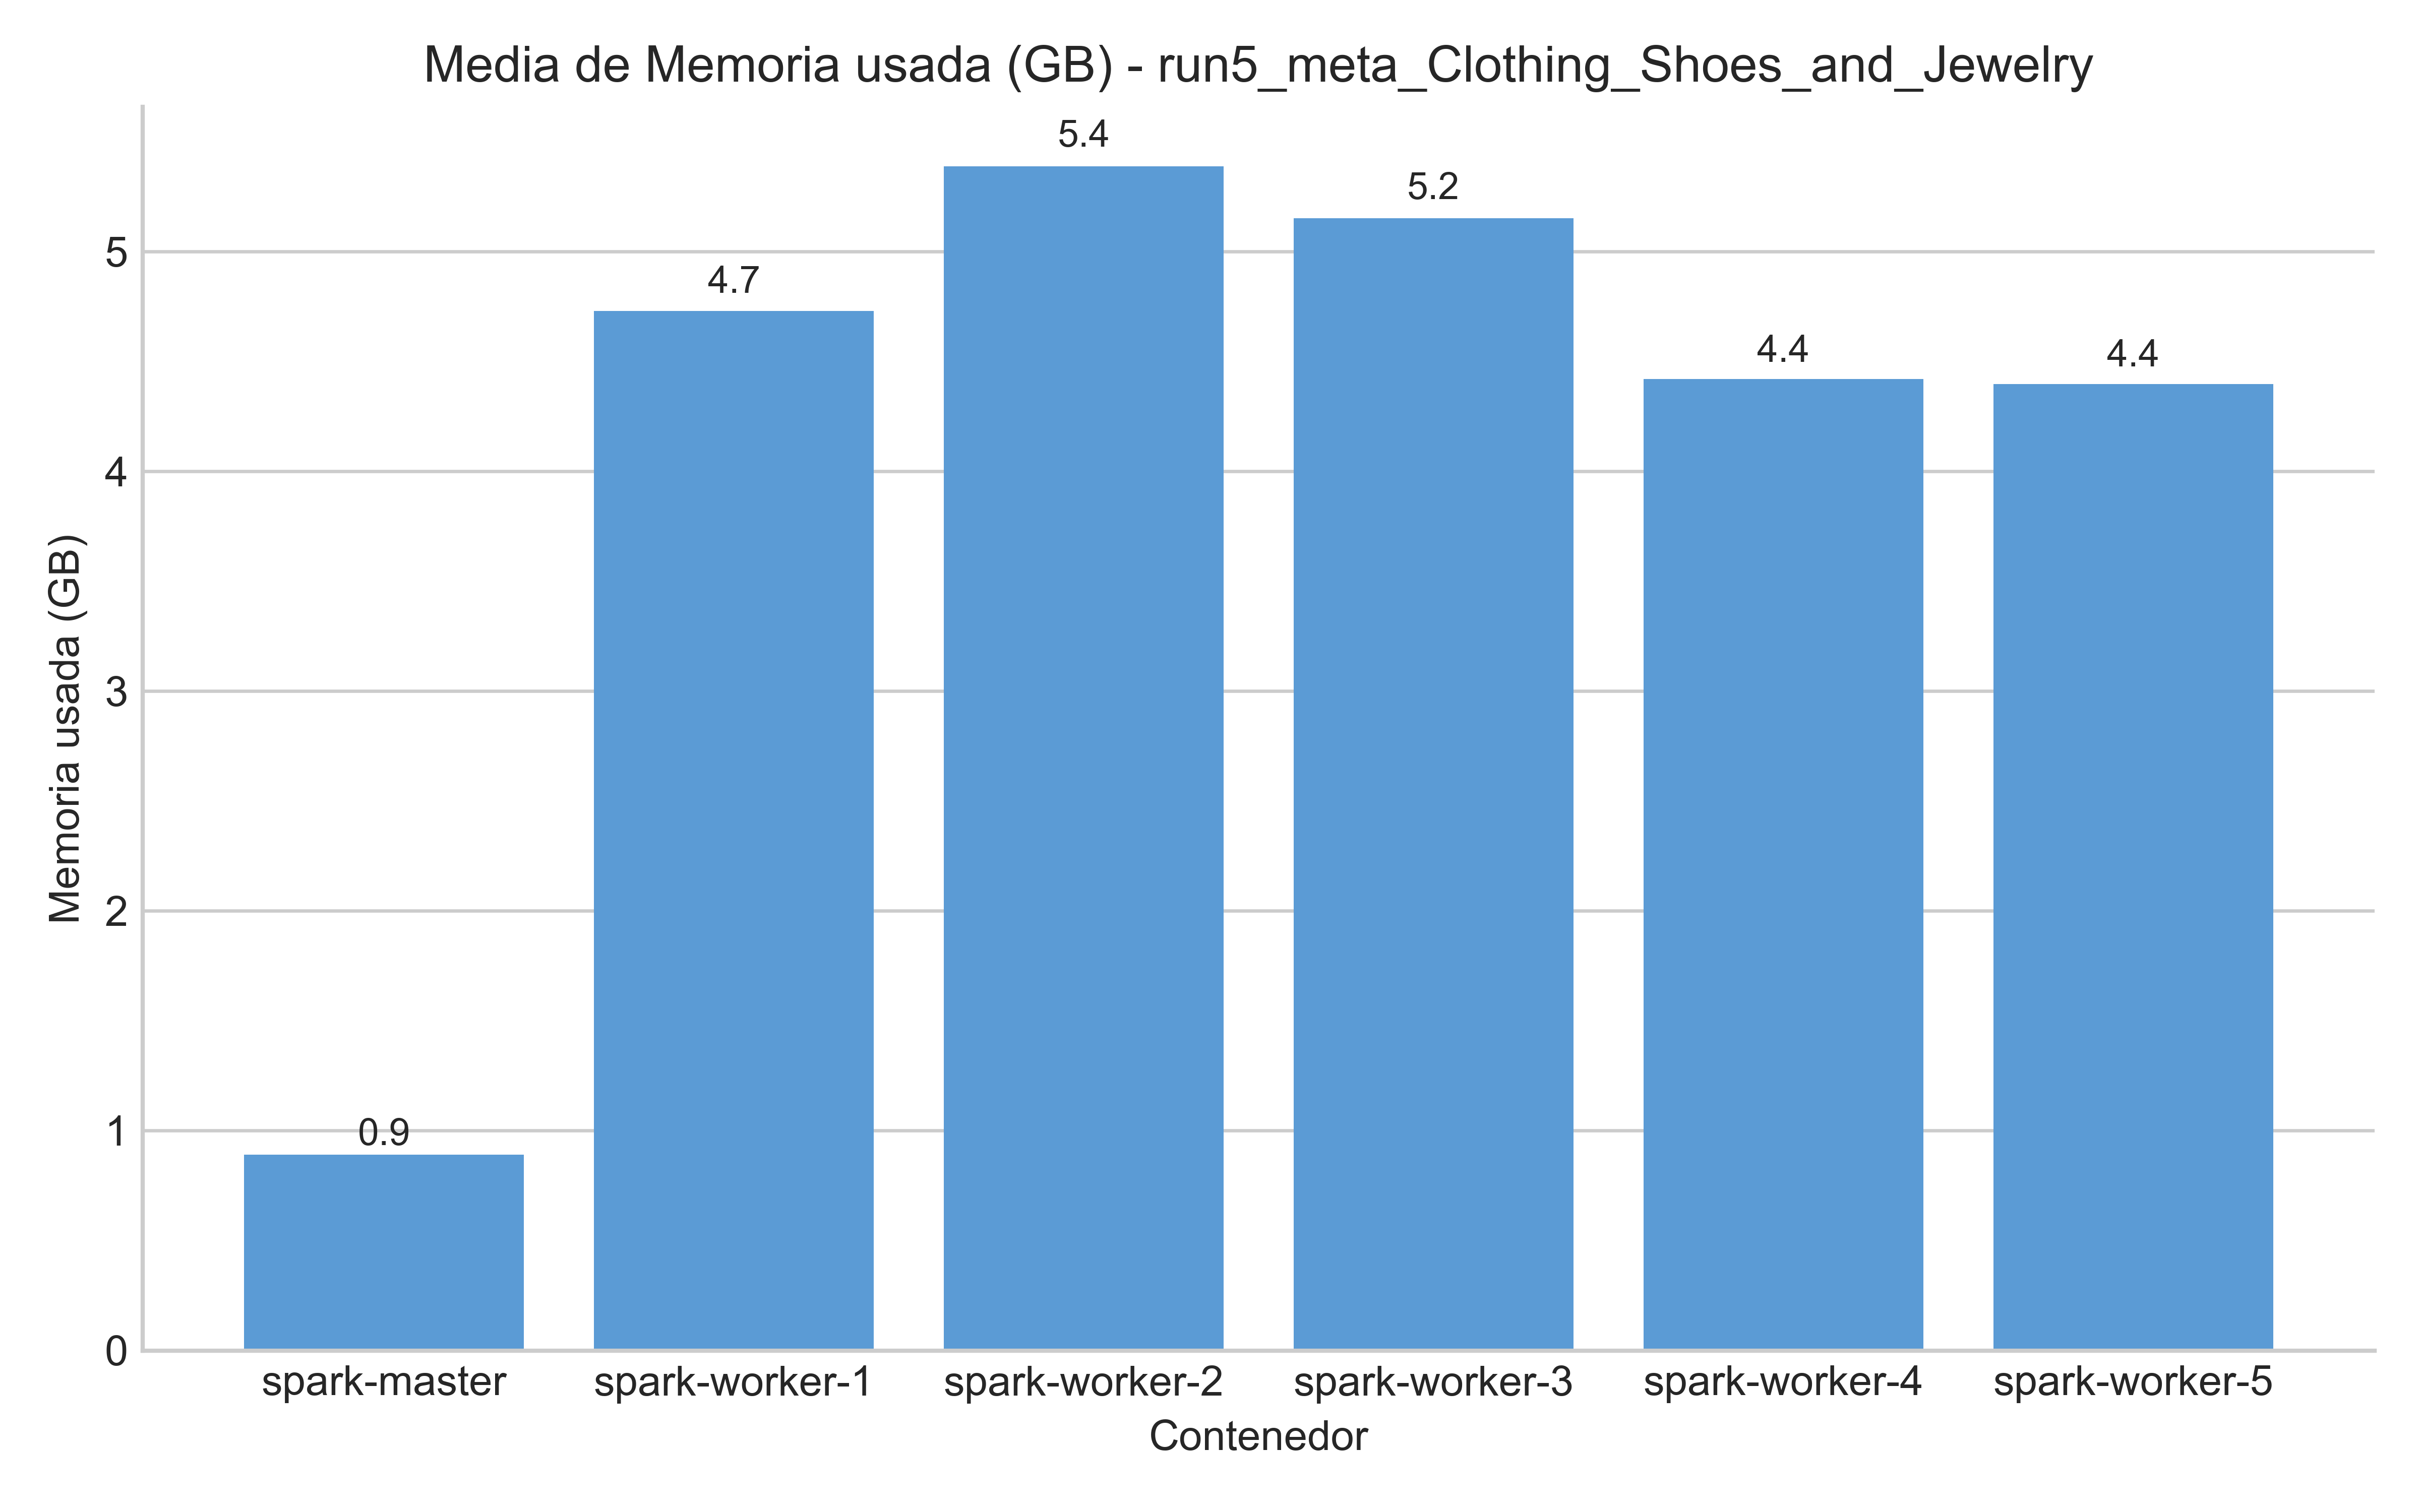 Media de Memoria usada (GB) - run5_meta_Clothing_Shoes_and_Jewelry
5.4
5.2
4.7
4.4
4.4
0.9
5
4
3
2
1
0
Memoria usada (GB)
spark-master
spark-worker-1
spark-worker-2
spark-worker-3
spark-worker-4
spark-worker-5
Contenedor